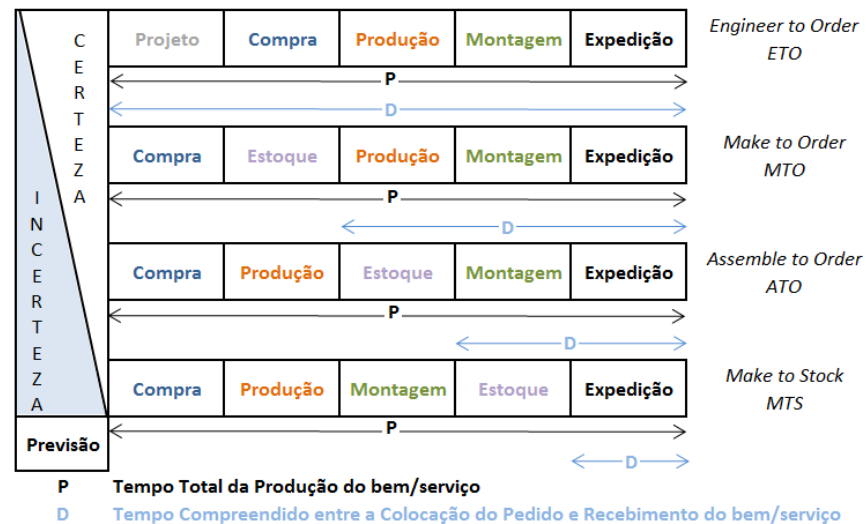 CERTEZA
INCERTEZA
Projeto Compra Produção Montagem Expedição
Engineer to Order
ETO
P
D
Compra Estoque Produção Montagem Expedição
Make to Order
MTO
P
D
Compra Produção Estoque Montagem Expedição
Assemble to Order
ATO
P
D
Compra Produção Montagem Estoque Expedição
Make to Stock
MTS
Previsão
P
D
P Tempo Total da Produção do bem/serviço
D Tempo Compreendido entre a Colocação do Pedido e Recebimento do bem/serviço